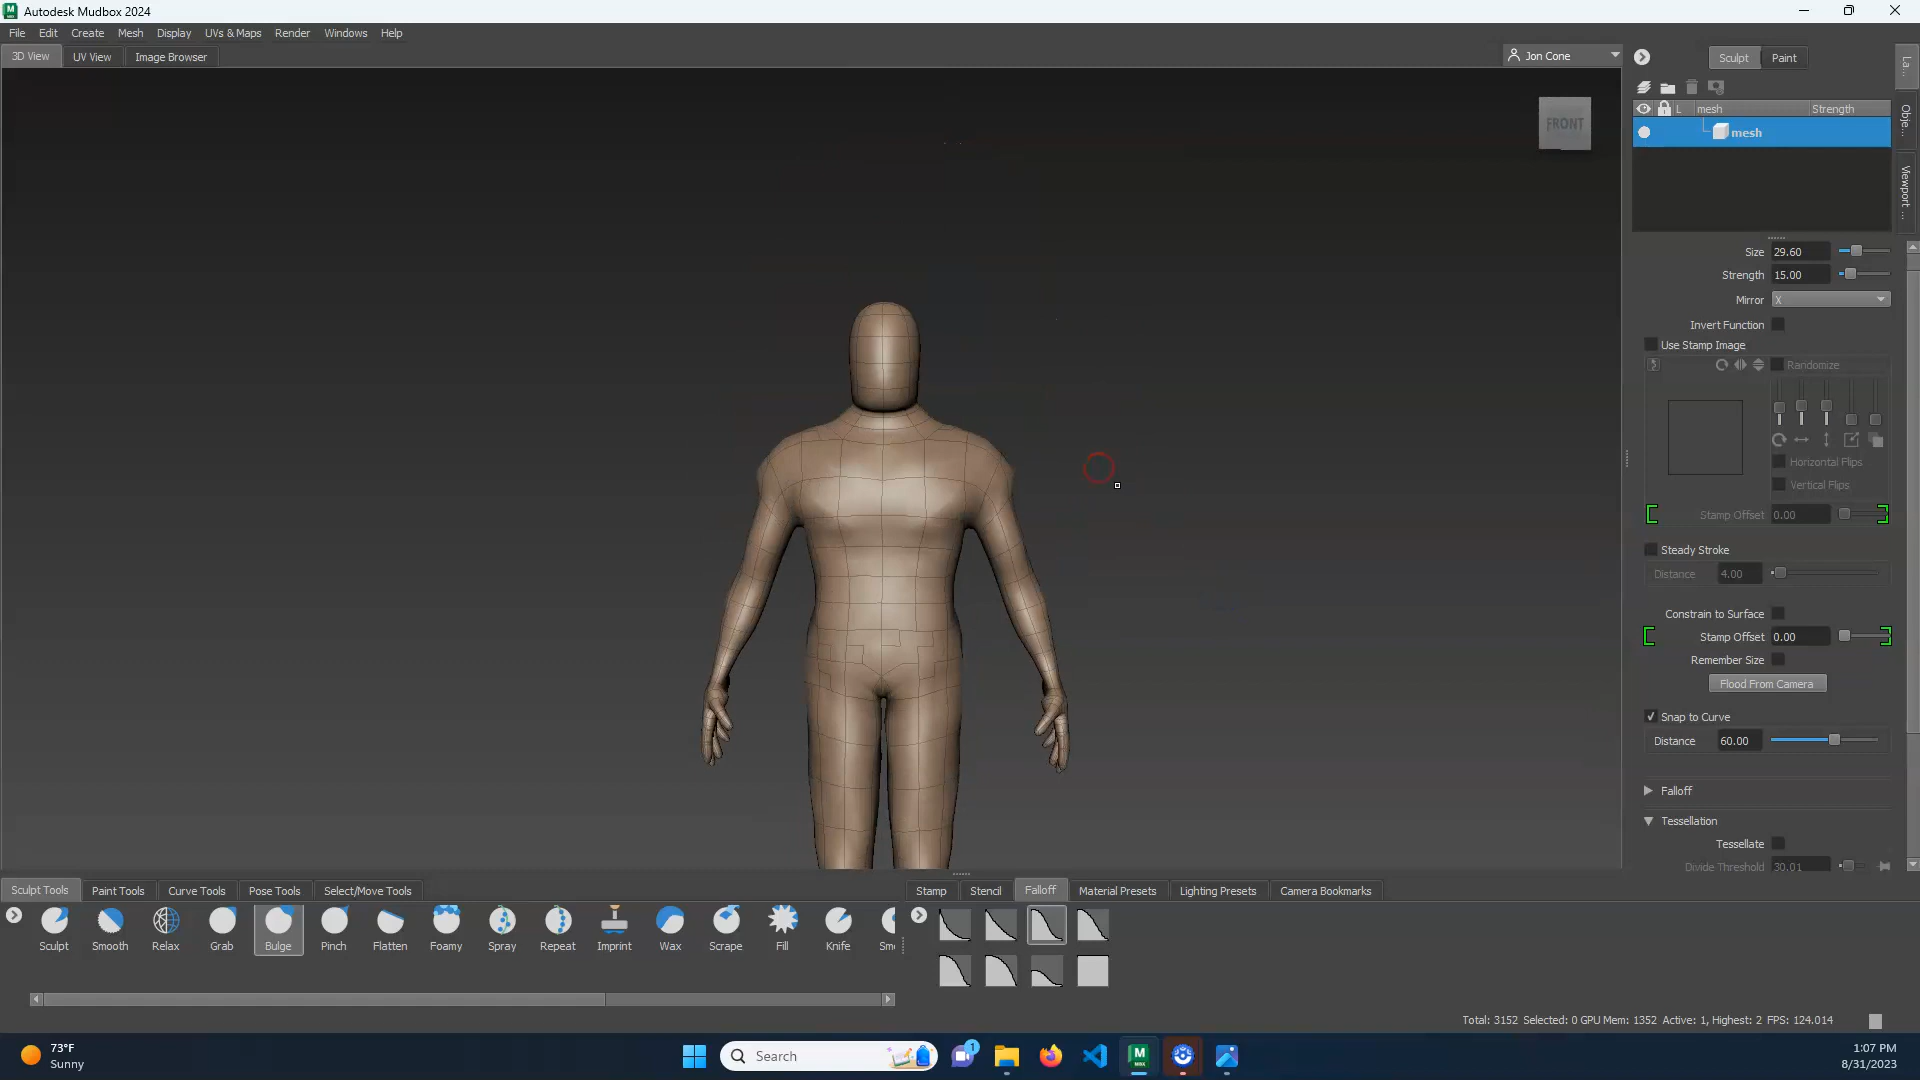 Autodesk Mudbox 2024
File Edit Create Mesh Display UVs & Maps Render Windows Help
3D View UV View Image Browser
Jon Cone
Sculpt Paint
La...
L mesh Strength
mesh
Obje...
Viewport ...
FRONT
Size 29.60
Strength 15.00
Mirror X
Invert Function
Use Stamp Image
Randomize
Horizontal Flips
Vertical Flips
Stamp Offset 0.00
Steady Stroke
Distance 4.00
Constrain to Surface
Stamp Offset 0.00
Remember Size
Flood From Camera
Snap to Curve
Distance 60.00
Falloff
Tessellation
Tessellate
Divide Threshold 30.01
Sculpt Tools Paint Tools Curve Tools Pose Tools Select/Move Tools
Stamp Stencil Falloff Material Presets Lighting Presets Camera Bookmarks
Sculpt Smooth Relax Grab Bulge Pinch Flatten Foamy Spray Repeat Imprint Wax Scrape Fill Knife Sme
Total: 3152 Selected: 0 GPU Mem: 1352 Active: 1, Highest: 2 FPS: 124.014
73°F
Sunny
Search
1
1:07 PM
8/31/2023